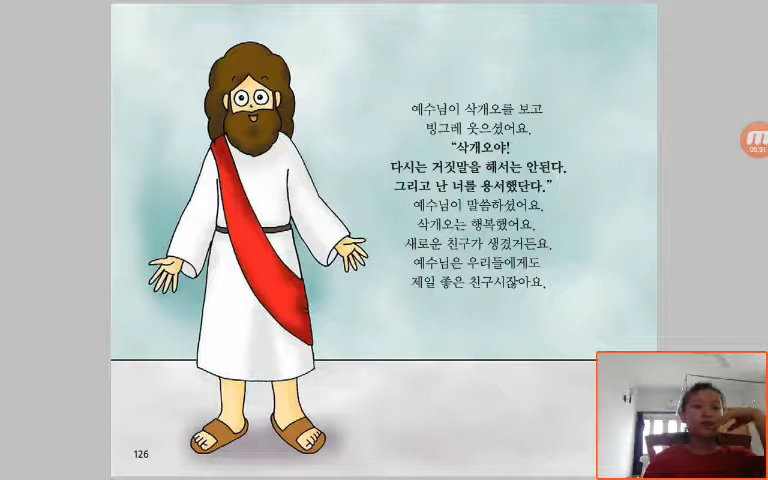 예수님이 삭개오를 보고
빙그레 웃으셨어요.
“삭개오야!
다시는 거짓말을 해서는 안된다.
그리고 난 너를 용서했단다.”
예수님이 말씀하셨어요.
삭개오는 행복했어요.
새로운 친구가 생겼거든요.
예수님은 우리들에게도
제일 좋은 친구시잖아요.
126